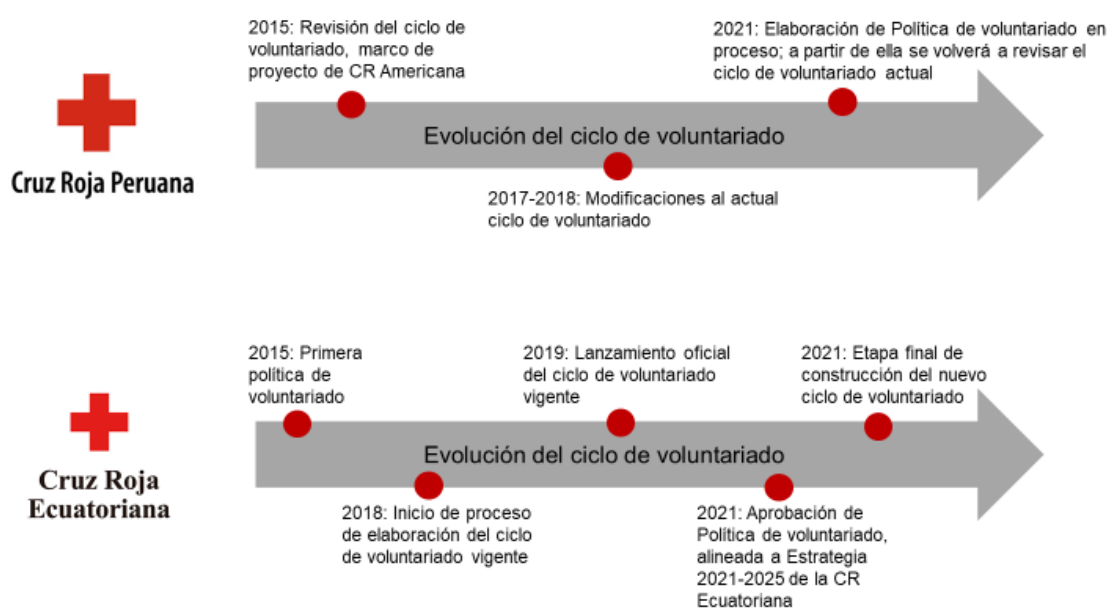 2015: Revisión del ciclo de
voluntariado, marco de
proyecto de CR Americana
2021: Elaboración de Política de voluntariado en
proceso; a partir de ella se volverá a revisar el
ciclo de voluntariado actual
Evolución del ciclo de voluntariado
Cruz Roja Peruana
2017-2018: Modificaciones al actual
ciclo de voluntariado
2015: Primera
política de
voluntariado
2019: Lanzamiento oficial
del ciclo de voluntariado
vigente
2021: Etapa final de
construcción del nuevo
ciclo de voluntariado
Evolución del ciclo de voluntariado
Cruz Roja
Ecuatoriana
2018: Inicio de proceso
de elaboración del ciclo
de voluntariado vigente
2021: Aprobación de
Política de voluntariado,
alineada a Estrategia
2021-2025 de la CR
Ecuatoriana